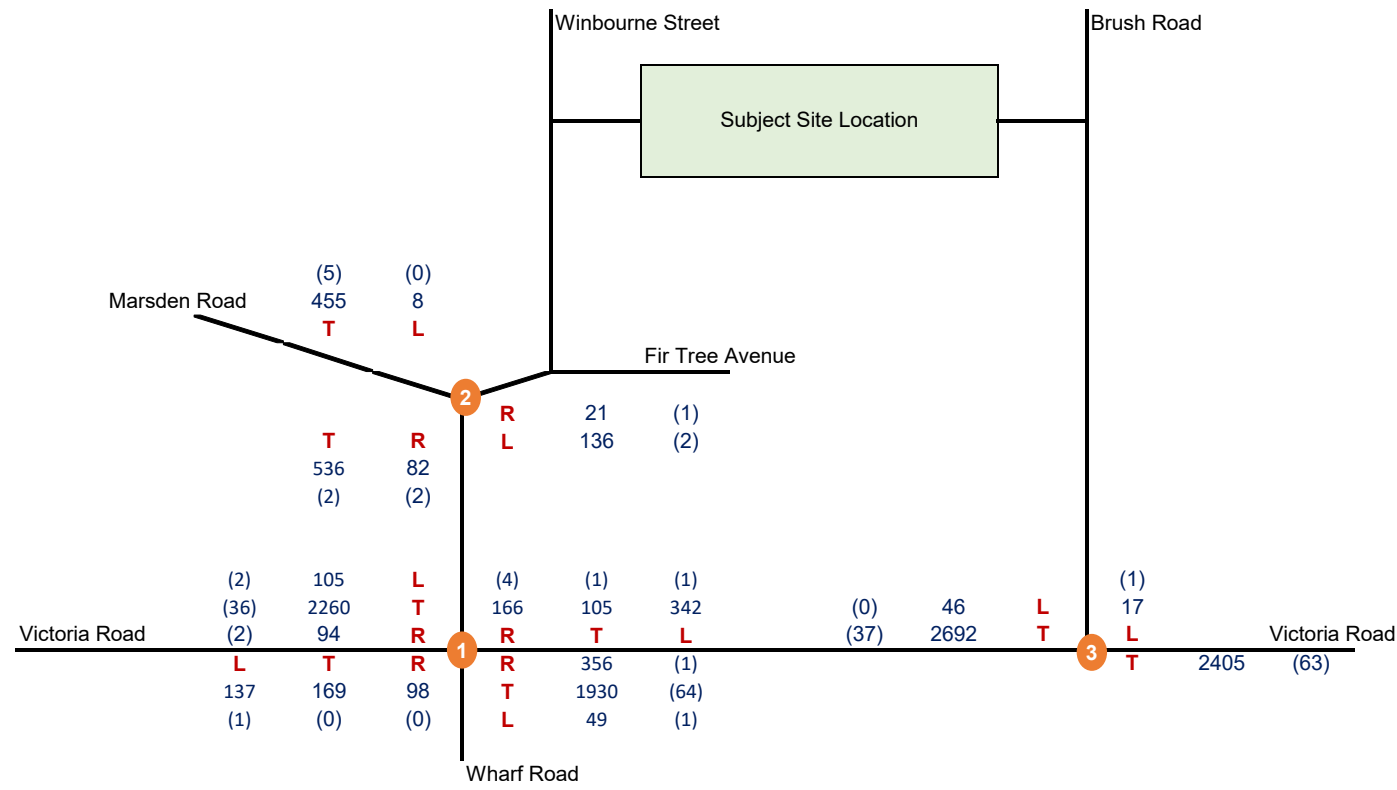 Winbourne Street Brush Road
Subject Site Location
(5) (0)
Marsden Road 455 8
T L
Fir Tree Avenue
2
R 21 (1)
T R L 136 (2)
536 82
(2) (2)
(2) 105 L (4) (1) (1) (1)
(36) 2260 T 166 105 342 (0) 46 L 17
Victoria Road (2) 94 R R T L (37) 2692 T L Victoria Road
1 3
L T R R 356 (1) T 2405 (63)
137 169 98 T 1930 (64)
(1) (0) (0) L 49 (1)
Wharf Road